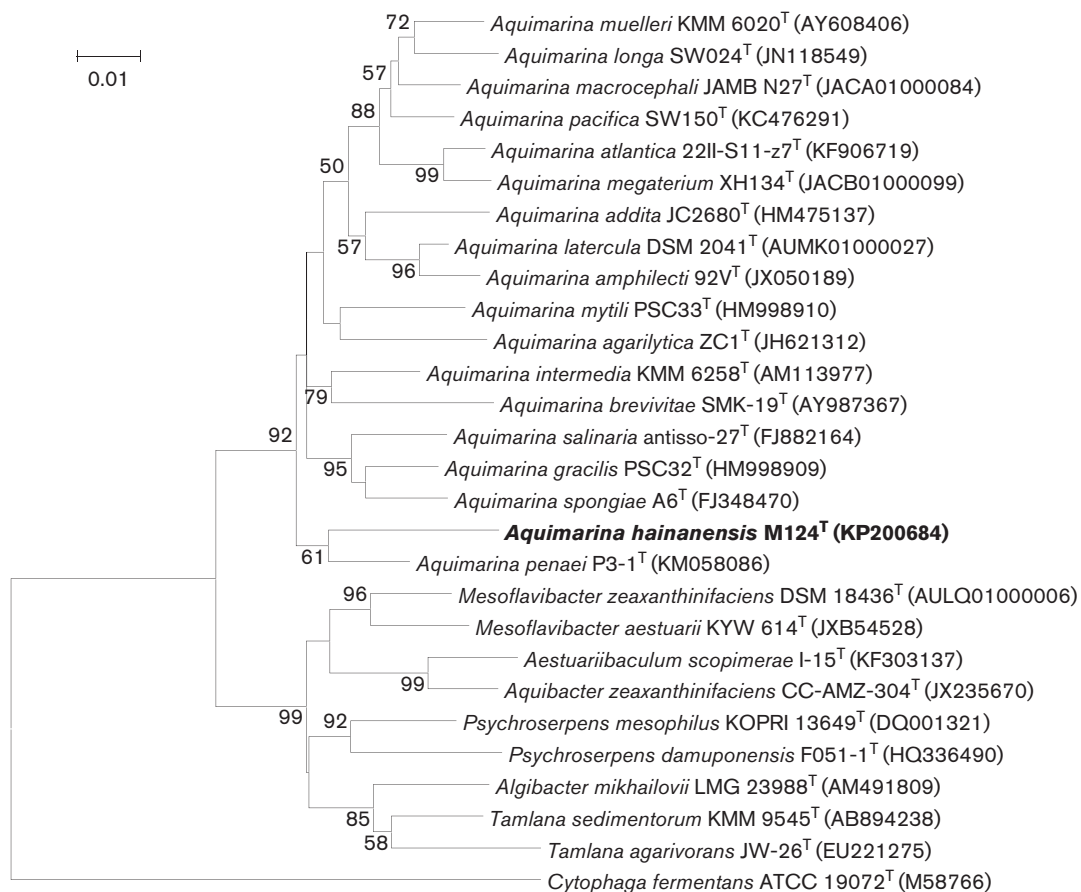 72
Aquimarina muelleri KMM 6020T (AY608406)
0.01
Aquimarina longa SW024T (JN118549)
57
Aquimarina macrocephali JAMB N27T (JACA01000084)
88
Aquimarina pacifica SW150T (KC476291)
Aquimarina atlantica 22II-S11-z7T (KF906719)
50
99
Aquimarina megaterium XH134T (JACB01000099)
Aquimarina addita JC2680T (HM475137)
57
Aquimarina latercula DSM 2041T (AUMK01000027)
96
Aquimarina amphilecti 92VT (JX050189)
Aquimarina mytili PSC33T (HM998910)
Aquimarina agarilytica ZC1T (JH621312)
Aquimarina intermedia KMM 6258T (AM113977)
79
Aquimarina brevivitae SMK-19T (AY987367)
92
Aquimarina salinaria antisso-27T (FJ882164)
95
Aquimarina gracilis PSC32T (HM998909)
Aquimarina spongiae A6T (FJ348470)
Aquimarina hainanensis M124T (KP200684)
61
Aquimarina penaei P3-1T (KM058086)
96
Mesoflavibacter zeaxanthinifaciens DSM 18436T (AULQ01000006)
Mesoflavibacter aestuarii KYW 614T (JXB54528)
Aestuariibaculum scopimerae I-15T (KF303137)
99
Aquibacter zeaxanthinifaciens CC-AMZ-304T (JX235670)
99
92
Psychroserpens mesophilus KOPRI 13649T (DQ001321)
Psychroserpens damuponensis F051-1T (HQ336490)
Algibacter mikhailovii LMG 23988T (AM491809)
85
Tamlana sedimentorum KMM 9545T (AB894238)
58
Tamlana agarivorans JW-26T (EU221275)
Cytophaga fermentans ATCC 19072T (M58766)